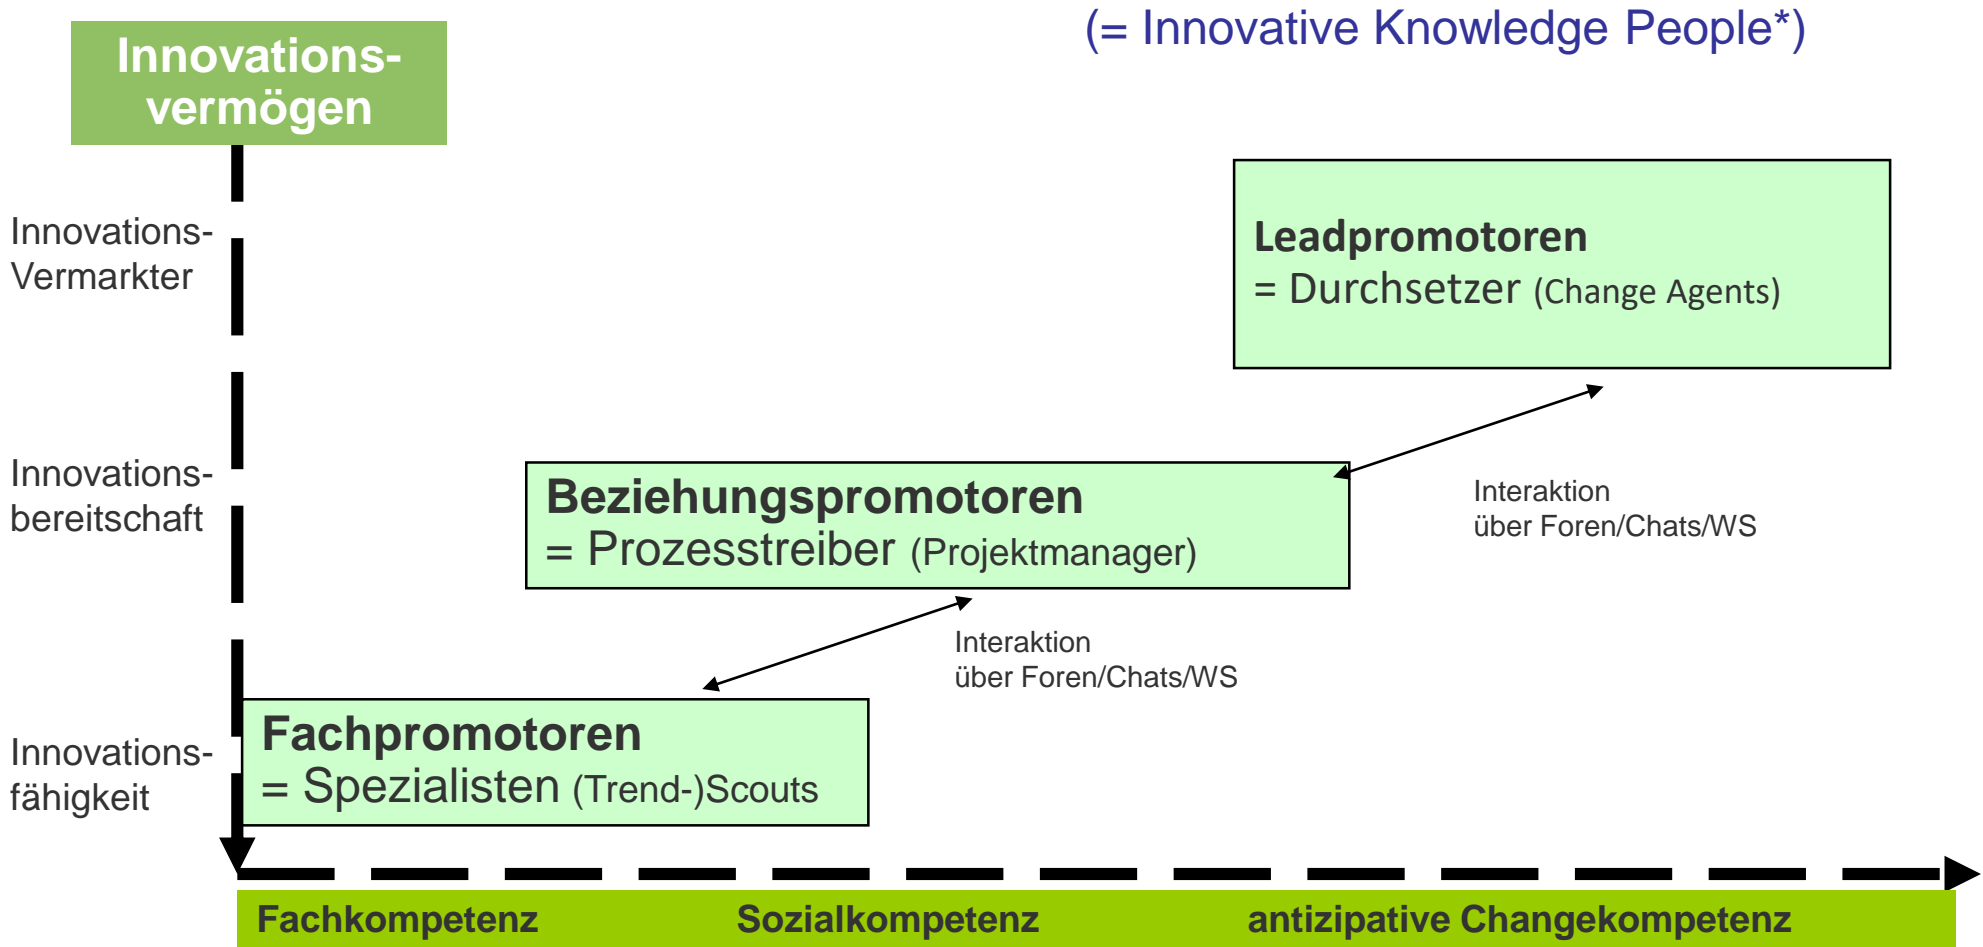 (= Innovative Knowledge People*)
Innovations-
vermögen
Innovations-
Vermarkter
Leadpromotoren
= Durchsetzer (Change Agents)
Innovations-
bereitschaft
Beziehungspromotoren
= Prozesstreiber (Projektmanager)
Interaktion
über Foren/Chats/WS
Interaktion
über Foren/Chats/WS
Innovations-
fähigkeit
Fachpromotoren
= Spezialisten (Trend-)Scouts
Fachkompetenz Sozialkompetenz antizipative Changekompetenz